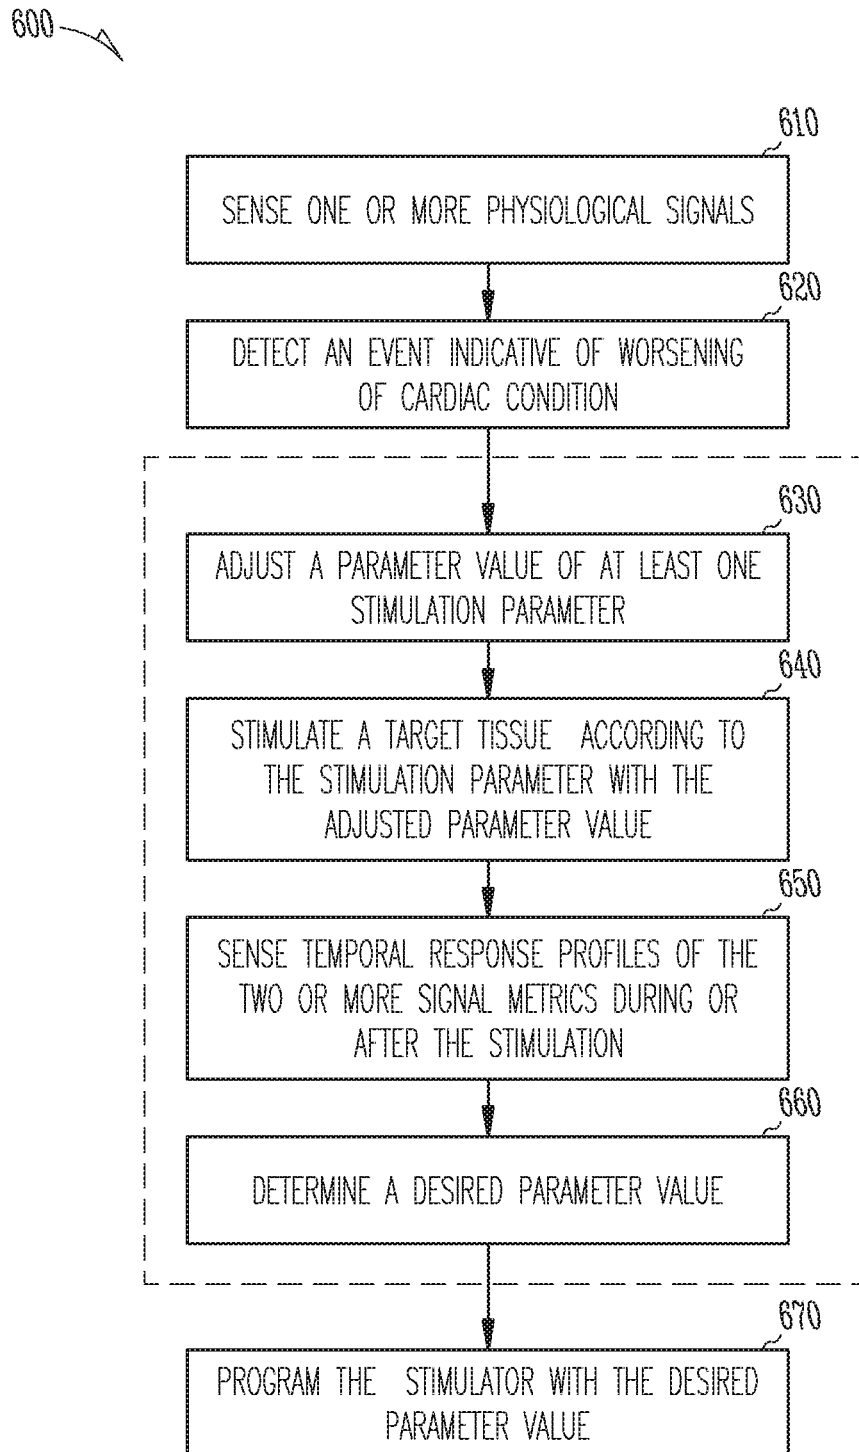 600
610
SENSE ONE OR MORE PHYSIOLOGICAL SIGNALS
620
DETECT AN EVENT INDICATIVE OF WORSENING
OF CARDIAC CONDITION
630
ADJUST A PARAMETER VALUE OF AT LEAST ONE
STIMULATION PARAMETER
640
STIMULATE A TARGET TISSUE ACCORDING TO
THE STIMULATION PARAMETER WITH THE
ADJUSTED PARAMETER VALUE
650
SENSE TEMPORAL RESPONSE PROFILES OF THE
TWO OR MORE SIGNAL METRICS DURING OR
AFTER THE STIMULATION
660
DETERMINE A DESIRED PARAMETER VALUE
670
PROGRAM THE STIMULATOR WITH THE DESIRED
PARAMETER VALUE